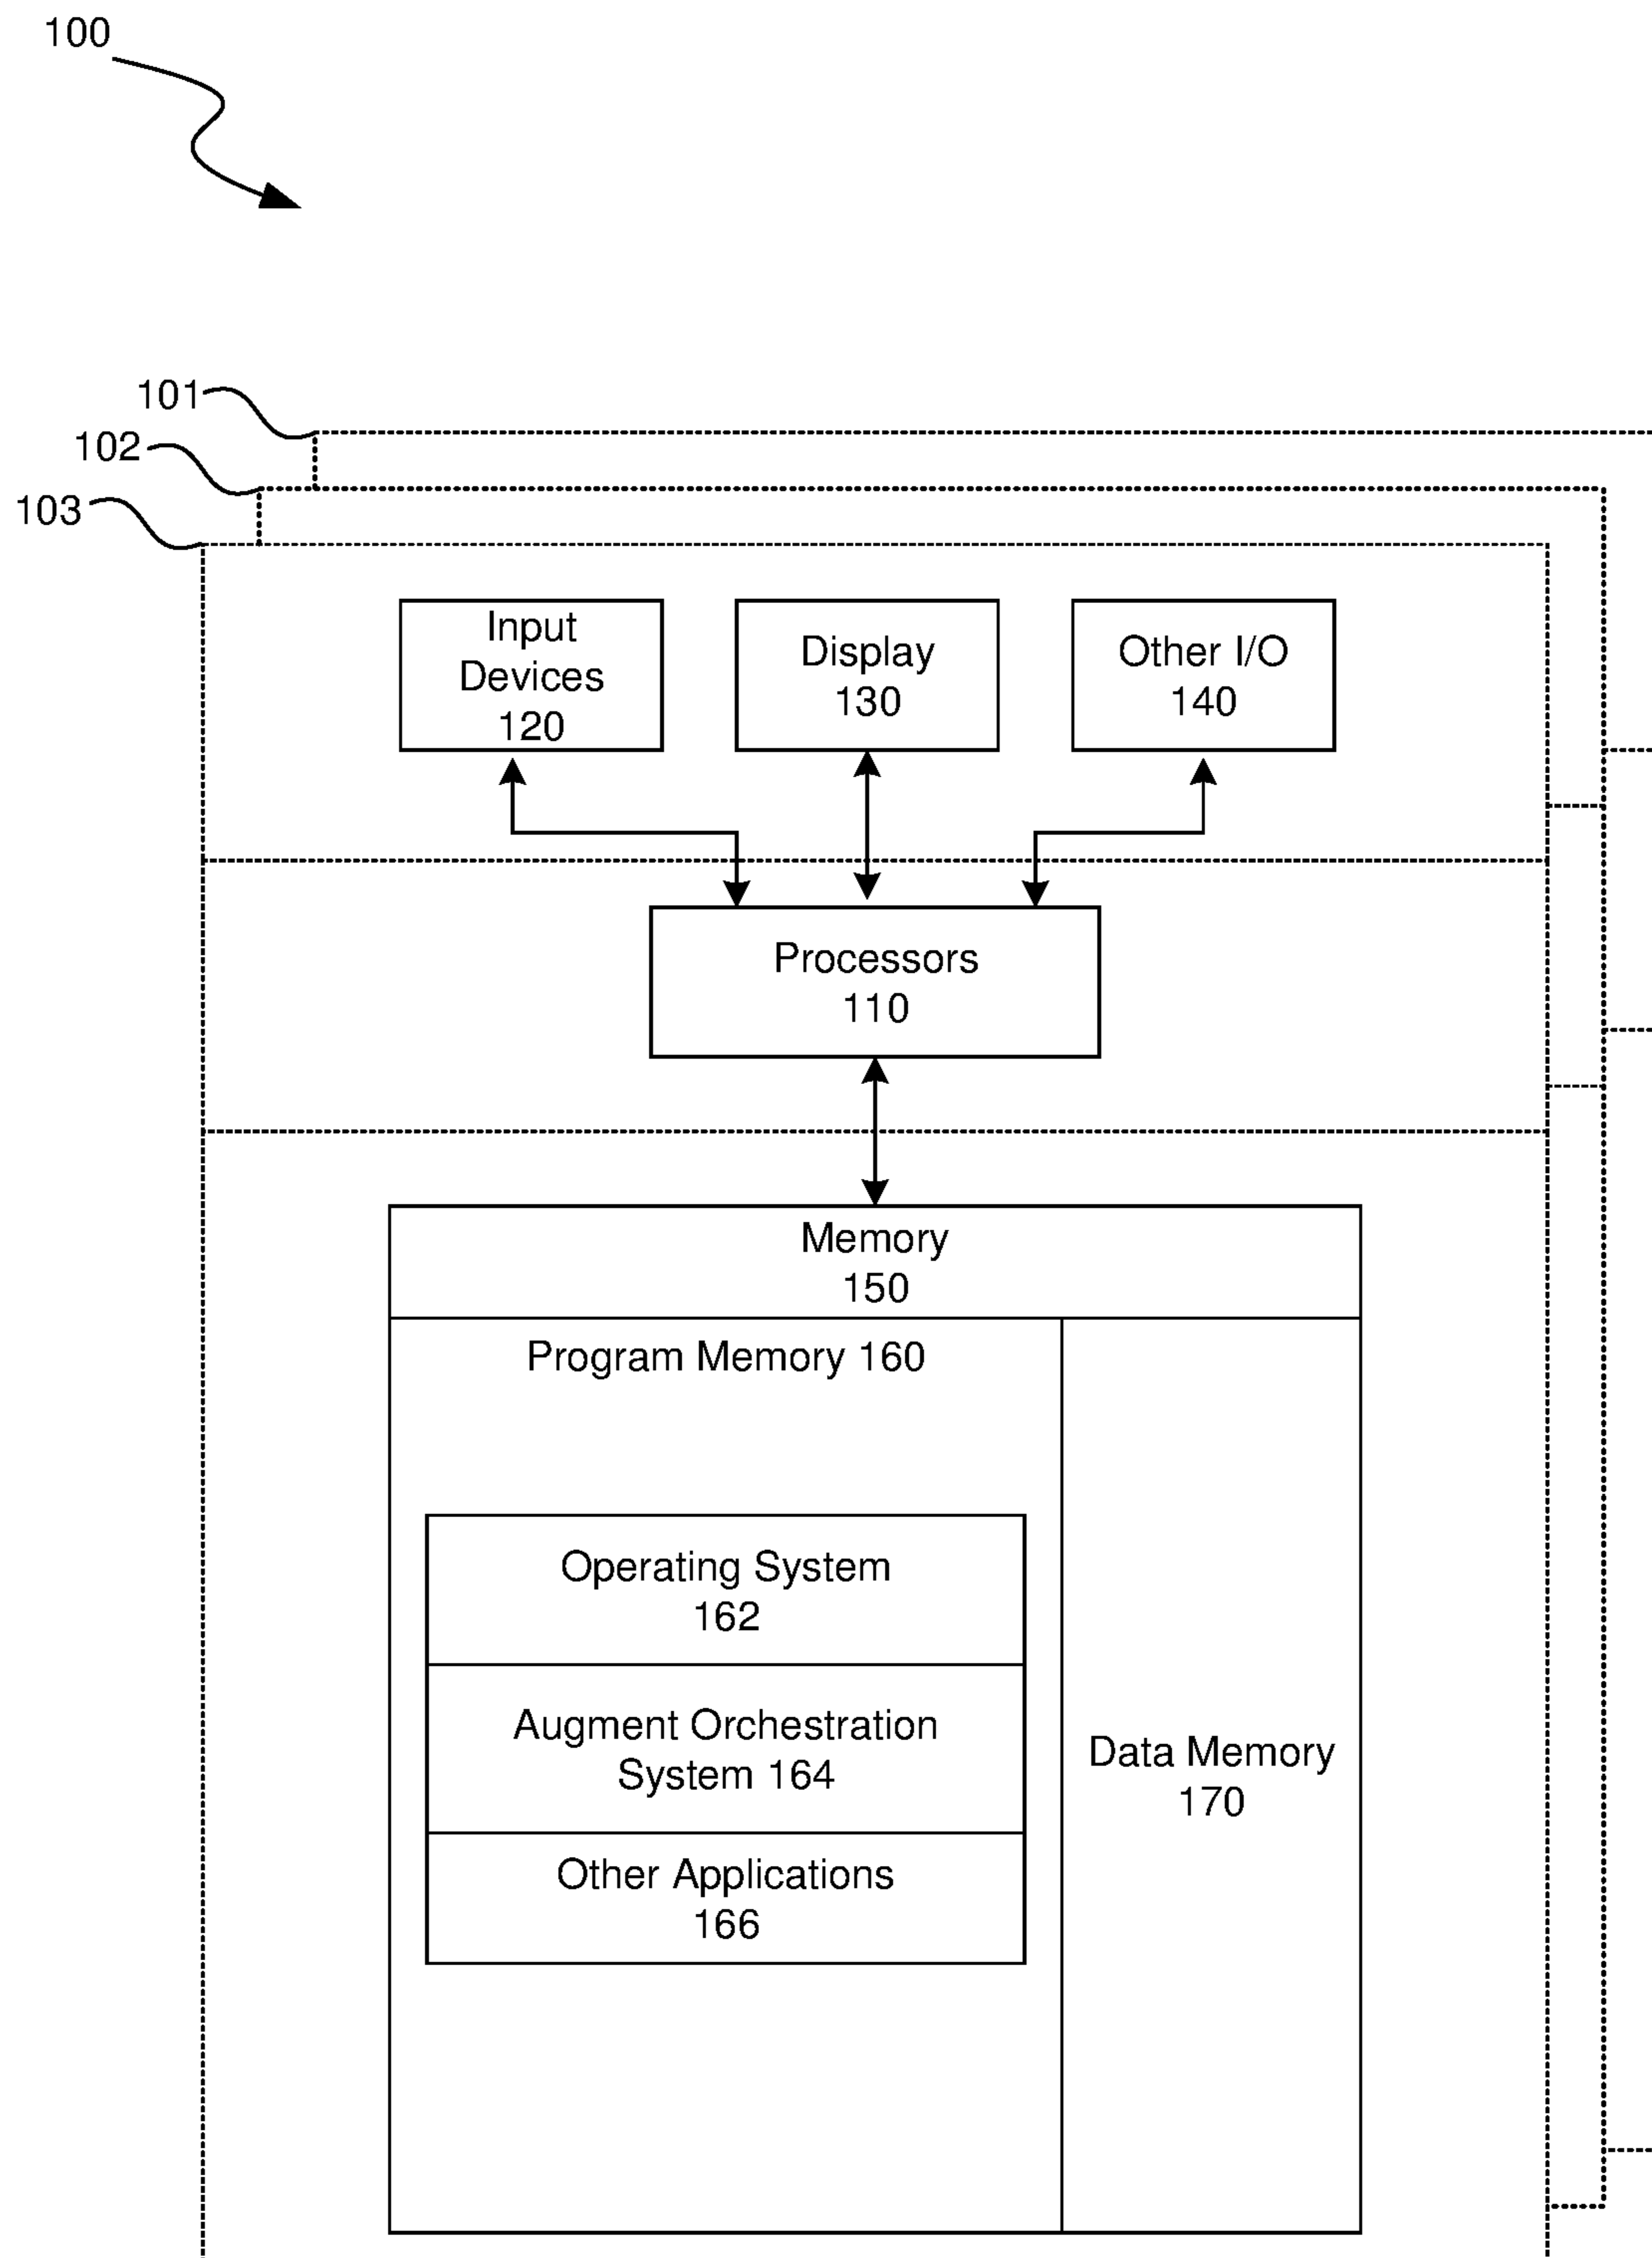 100
101
102
103
Input
Devices
120
Display
130
Other I/O
140
Processors
110
Memory
150
Program Memory 160
Operating System
162
Augment Orchestration
System 164
Other Applications
166
Data Memory
170